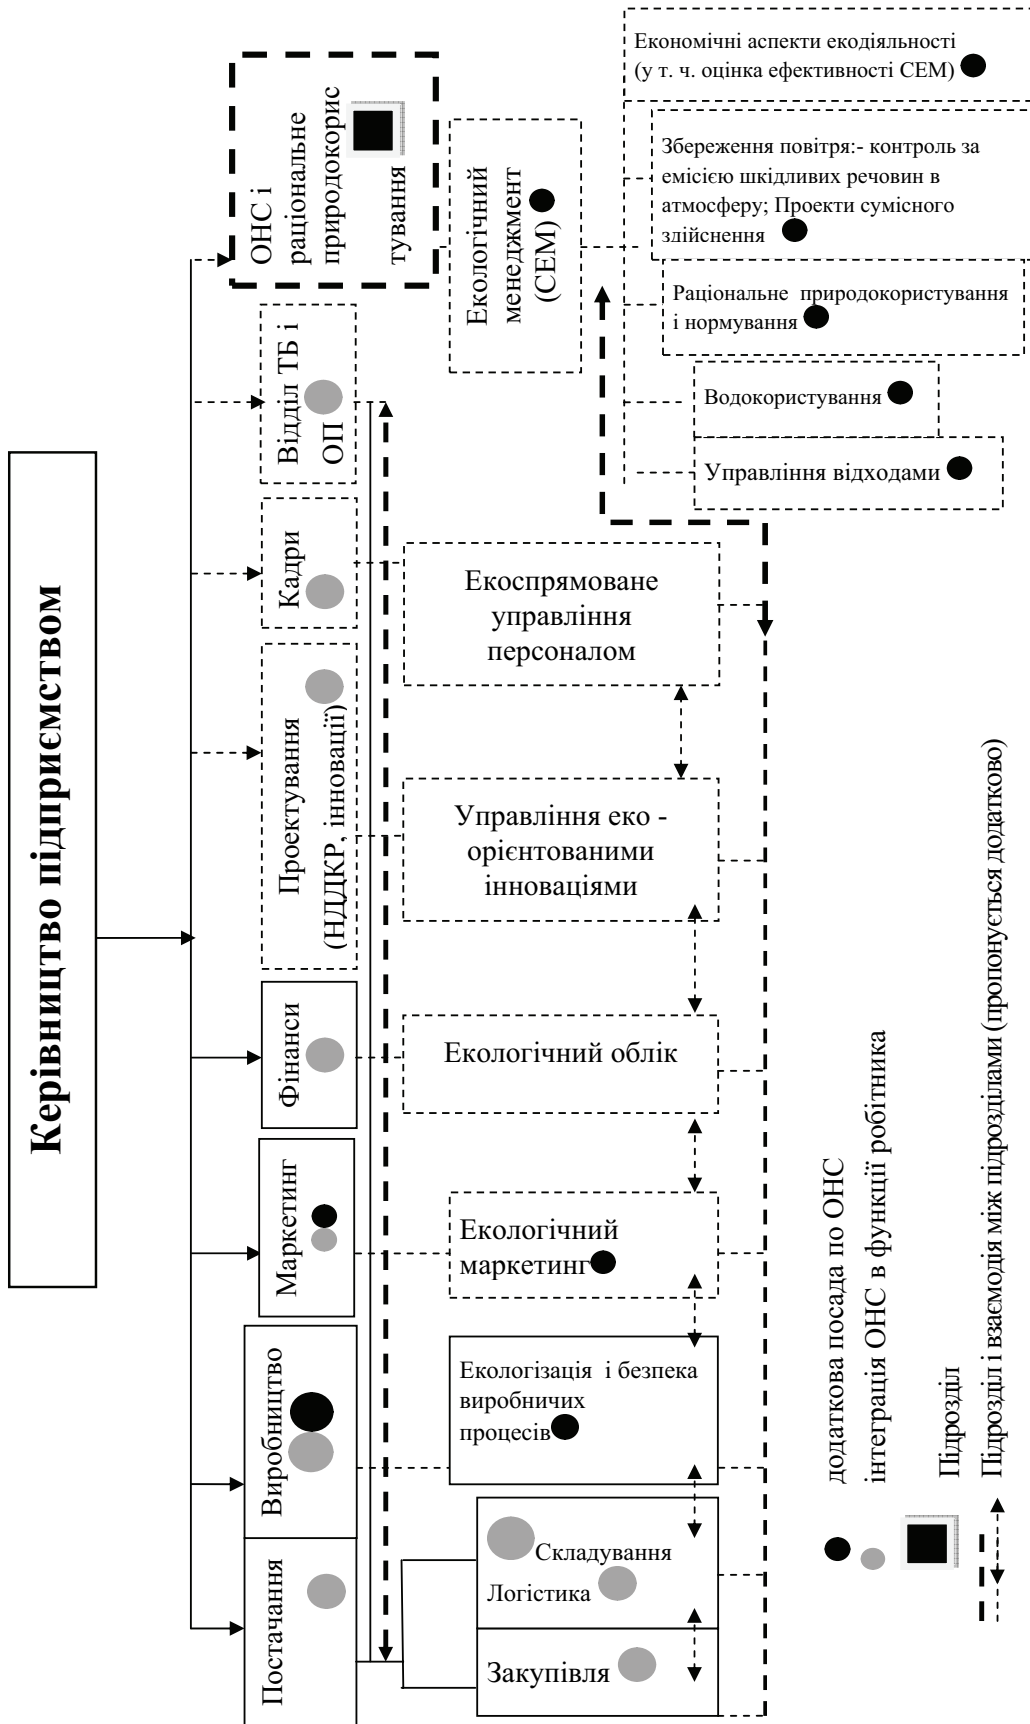 Керівництво підприємством
Постачання
Виробництво
Маркетинг
Фінанси
Проектування
(НДДКР, інновації)
Кадри
Відділ ТБ і
ОП
ОНС і
раціональне
природокорис
тування
Закупівля
Складування
Логістика
Екологізація і безпека
виробничих
процесів
Екологічний
маркетинг
Екологічний облік
Управління еко -
орієнтованими
інноваціями
Екоспрямоване
управління
персоналом
Екологічний
менеджмент
(СЕМ)
Економічні аспекти екодіяльності
(у т. ч. оцінка ефективності СЕМ)
Збереження повітря:- контроль за
емісією шкідливих речовин в
атмосферу; Проекти сумісного
здійснення
Раціональне природокористування
і нормування
Водокористування
Управління відходами
додаткова посада по ОНС
інтеграція ОНС в функції робітника
Підрозділ
Підрозділ і взаємодія між підрозділами (пропонується додатково)